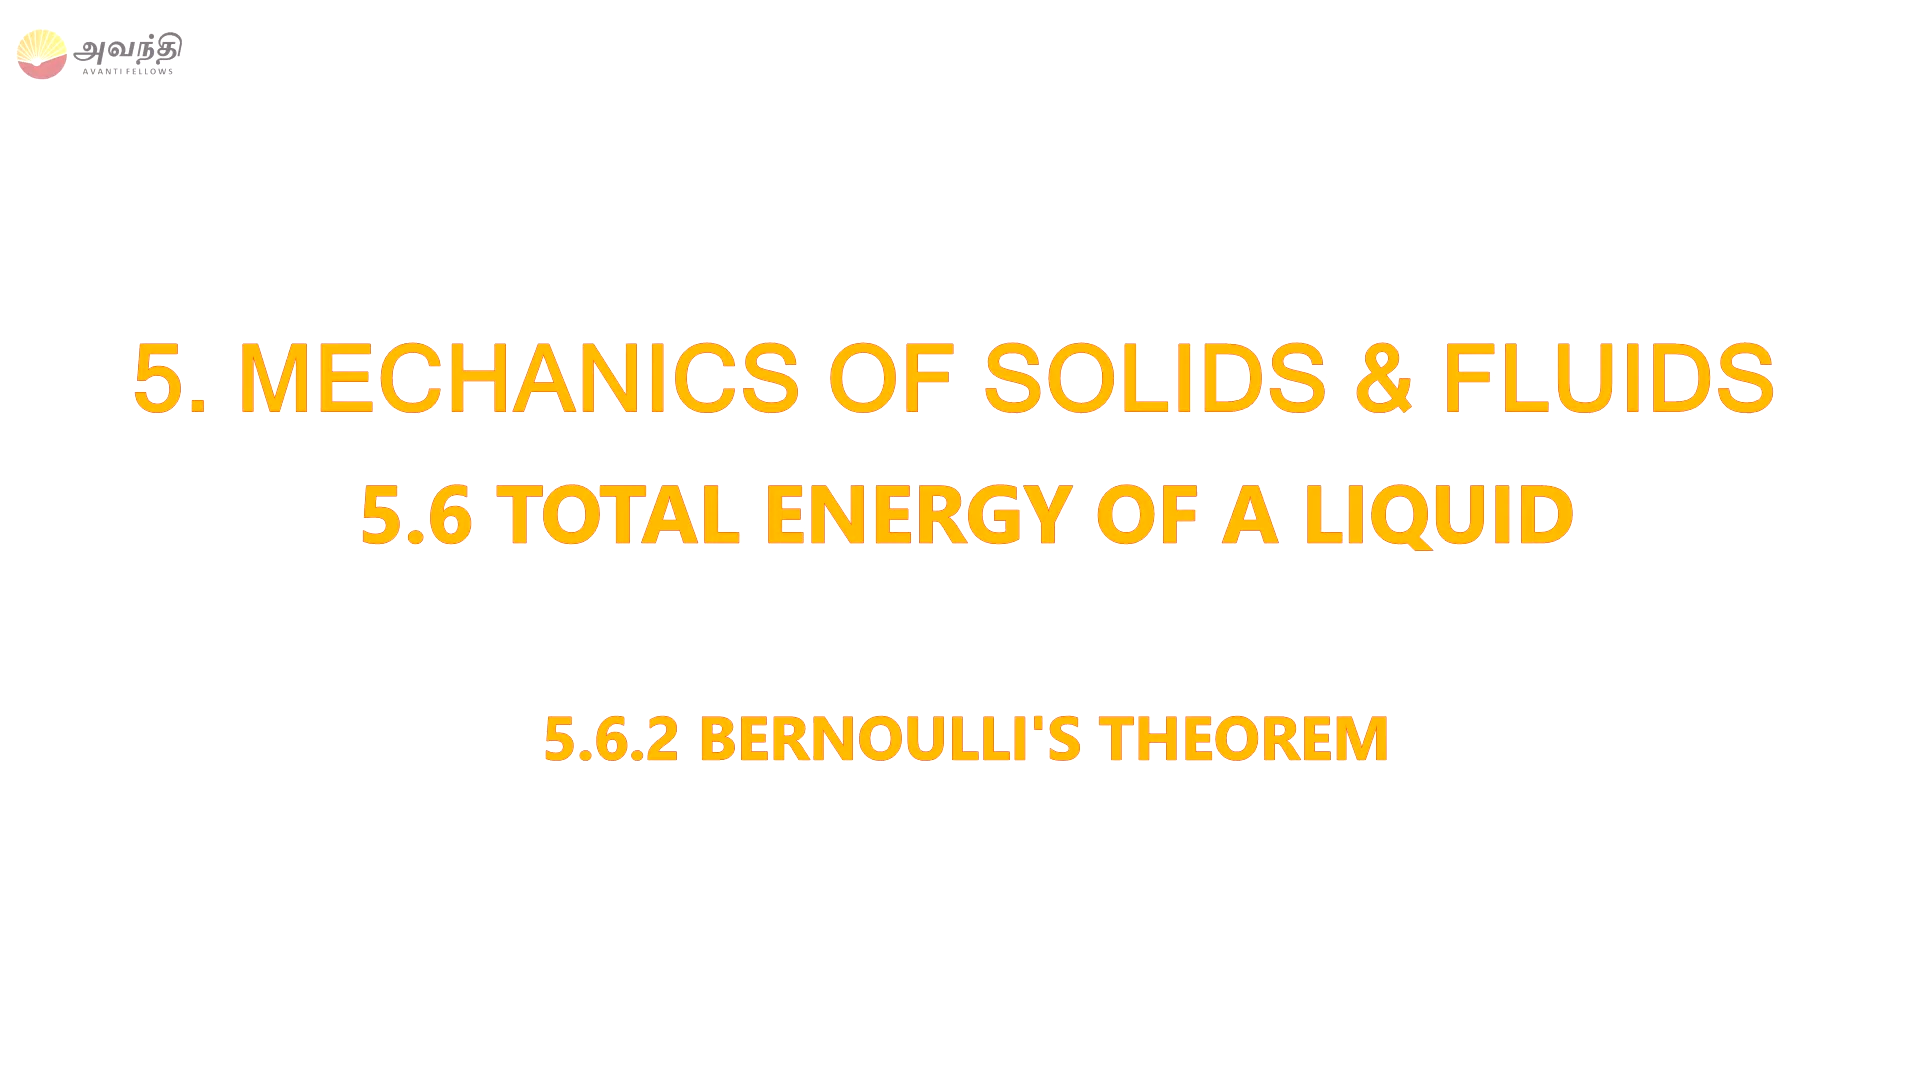 அவந்தி
AVANTI FELLOWS
5. MECHANICS OF SOLIDS & FLUIDS
5.6 TOTAL ENERGY OF A LIQUID
5.6.2 BERNOULLI'S THEOREM